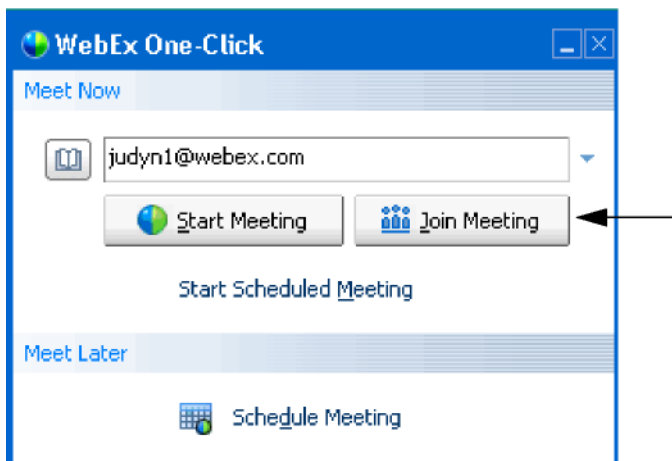 WebEx One-Click
Meet Now
judyn1@webex.com
Start Meeting Join Meeting
Start Scheduled Meeting
Meet Later
Schedule Meeting